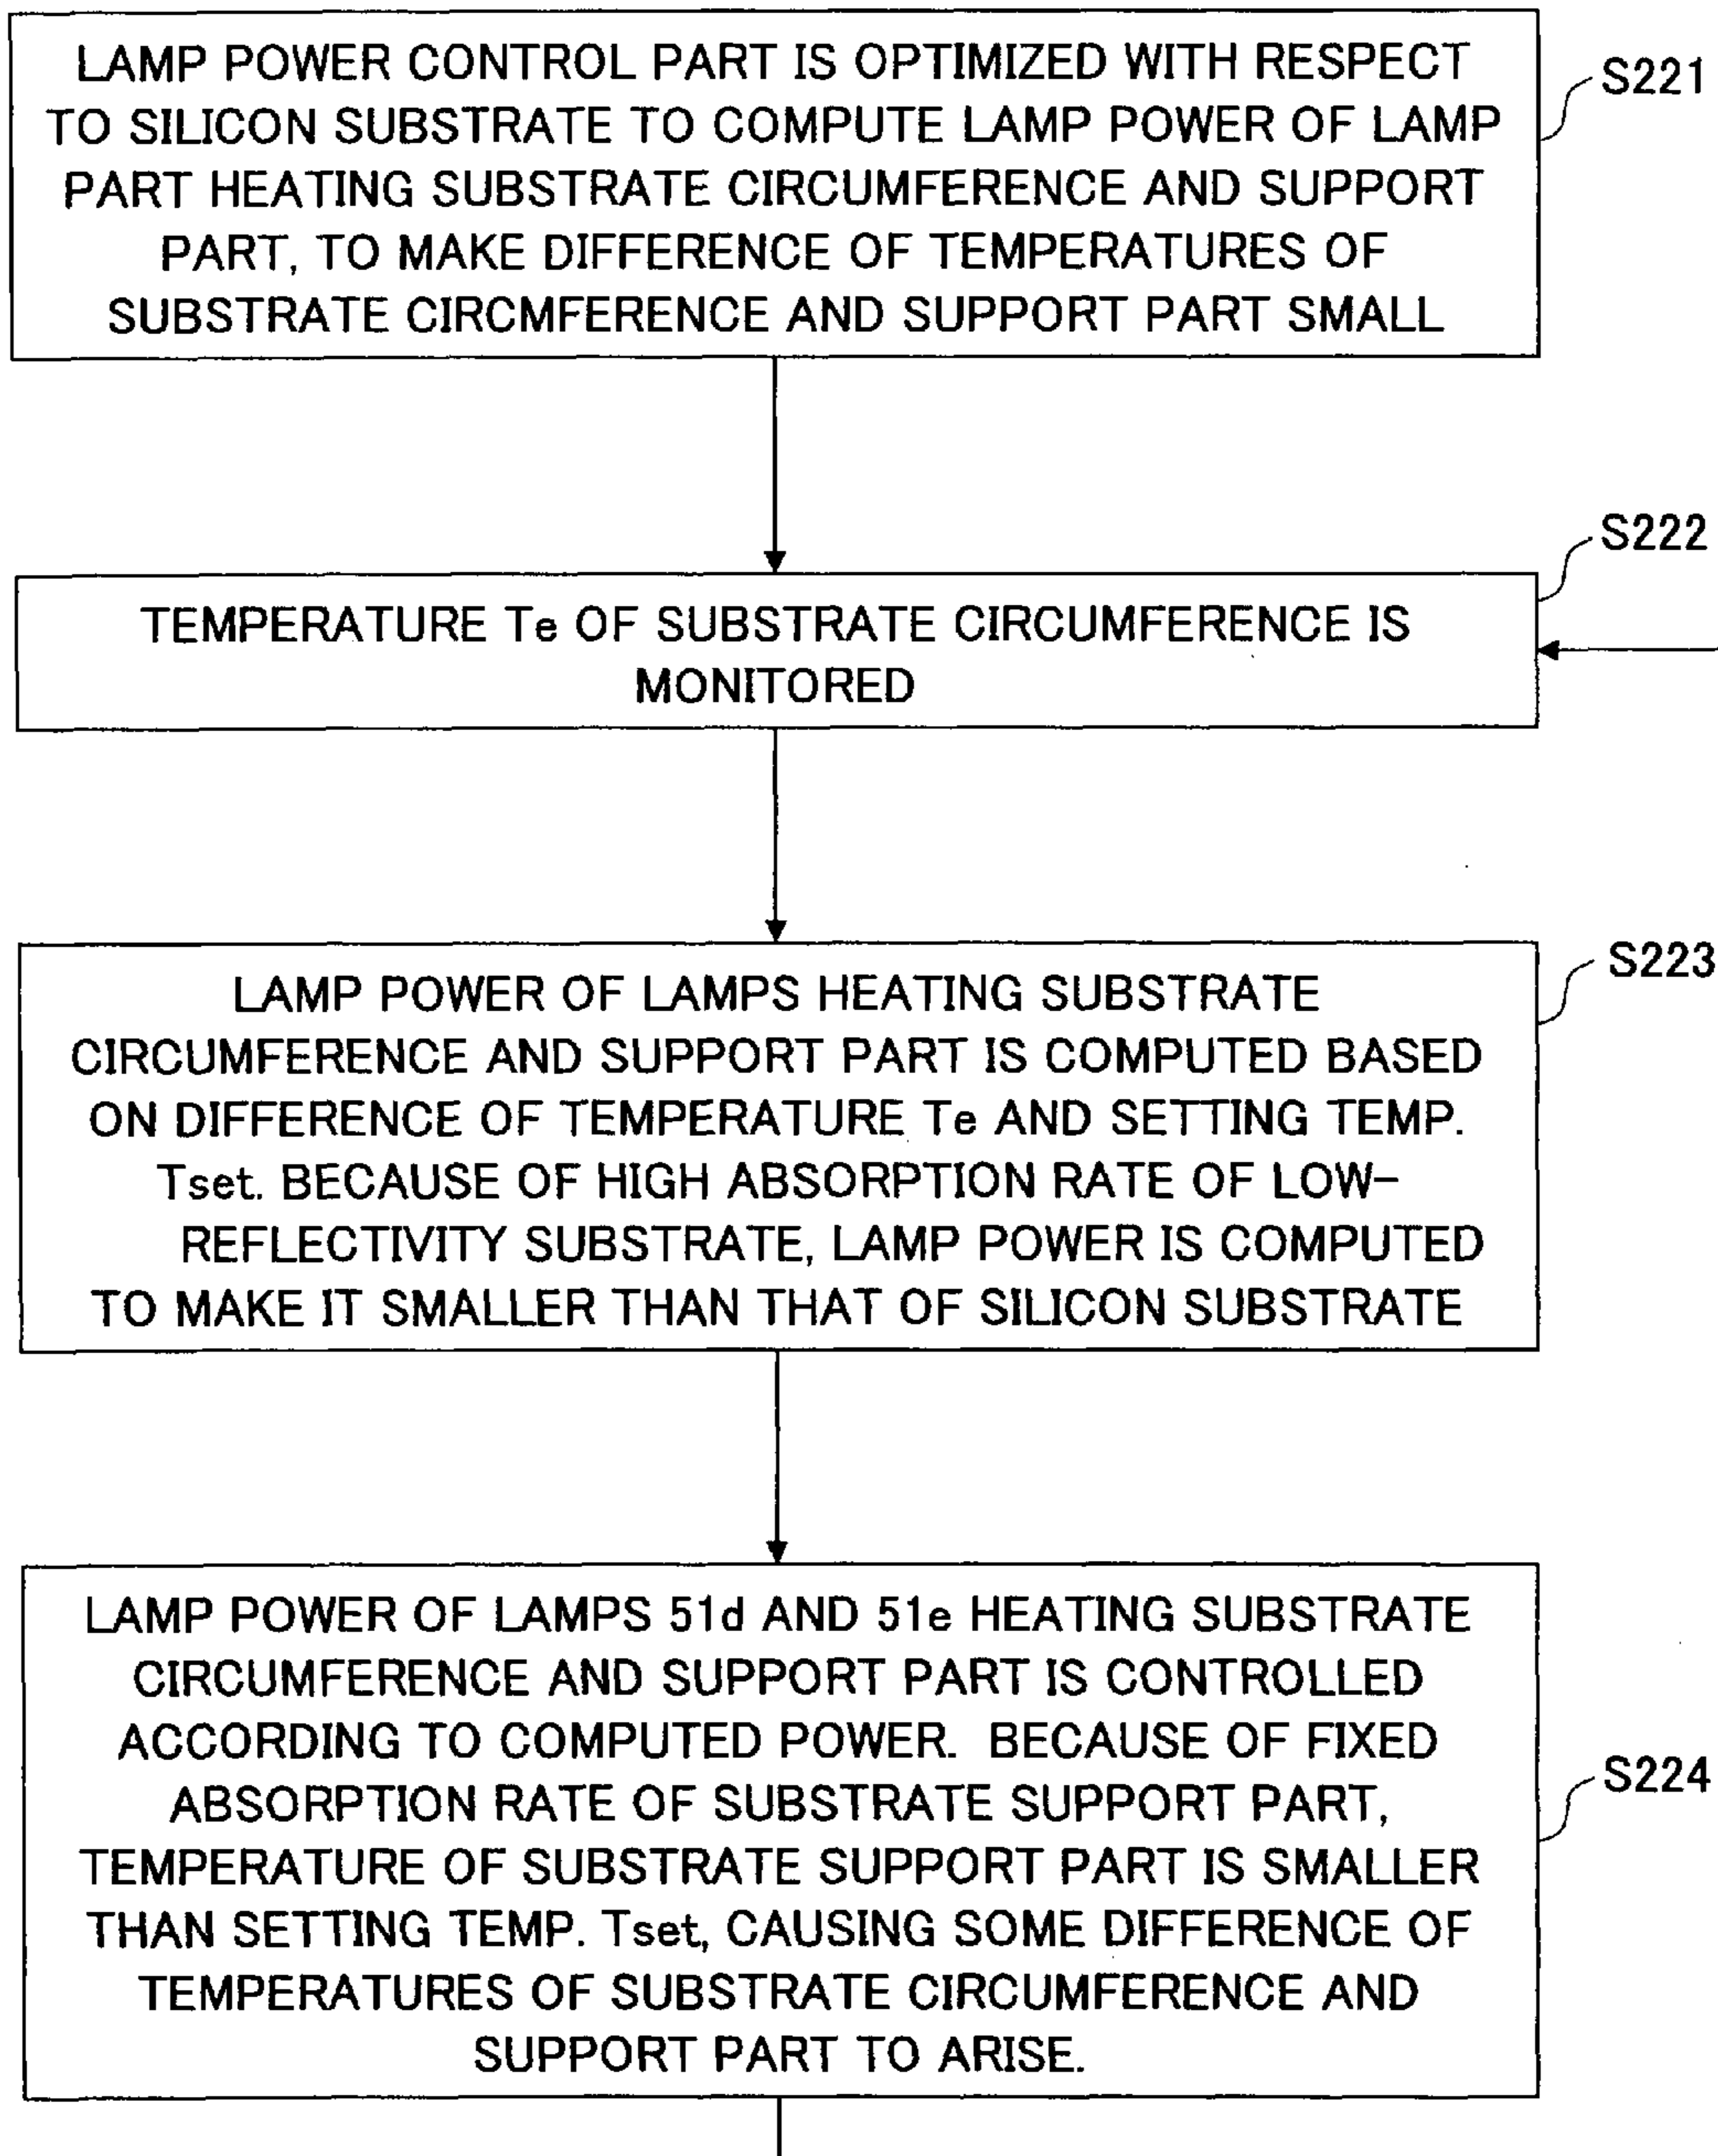 LAMP POWER CONTROL PART IS OPTIMIZED WITH RESPECT
TO SILICON SUBSTRATE TO COMPUTE LAMP POWER OF LAMP
PART HEATING SUBSTRATE CIRCUMFERENCE AND SUPPORT
PART, TO MAKE DIFFERENCE OF TEMPERATURES OF
SUBSTRATE CIRCMFERENCE AND SUPPORT PART SMALL
S221
S222
TEMPERATURE Te OF SUBSTRATE CIRCUMFERENCE IS
MONITORED
S223
LAMP POWER OF LAMPS HEATING SUBSTRATE
CIRCUMFERENCE AND SUPPORT PART IS COMPUTED BASED
ON DIFFERENCE OF TEMPERATURE Te AND SETTING TEMP.
Tset. BECAUSE OF HIGH ABSORPTION RATE OF LOW-
REFLECTIVITY SUBSTRATE, LAMP POWER IS COMPUTED
TO MAKE IT SMALLER THAN THAT OF SILICON SUBSTRATE
LAMP POWER OF LAMPS 51d AND 51e HEATING SUBSTRATE
CIRCUMFERENCE AND SUPPORT PART IS CONTROLLED
ACCORDING TO COMPUTED POWER. BECAUSE OF FIXED
ABSORPTION RATE OF SUBSTRATE SUPPORT PART,
TEMPERATURE OF SUBSTRATE SUPPORT PART IS SMALLER
THAN SETTING TEMP. Tset, CAUSING SOME DIFFERENCE OF
TEMPERATURES OF SUBSTRATE CIRCUMFERENCE AND
SUPPORT PART TO ARISE.
S224